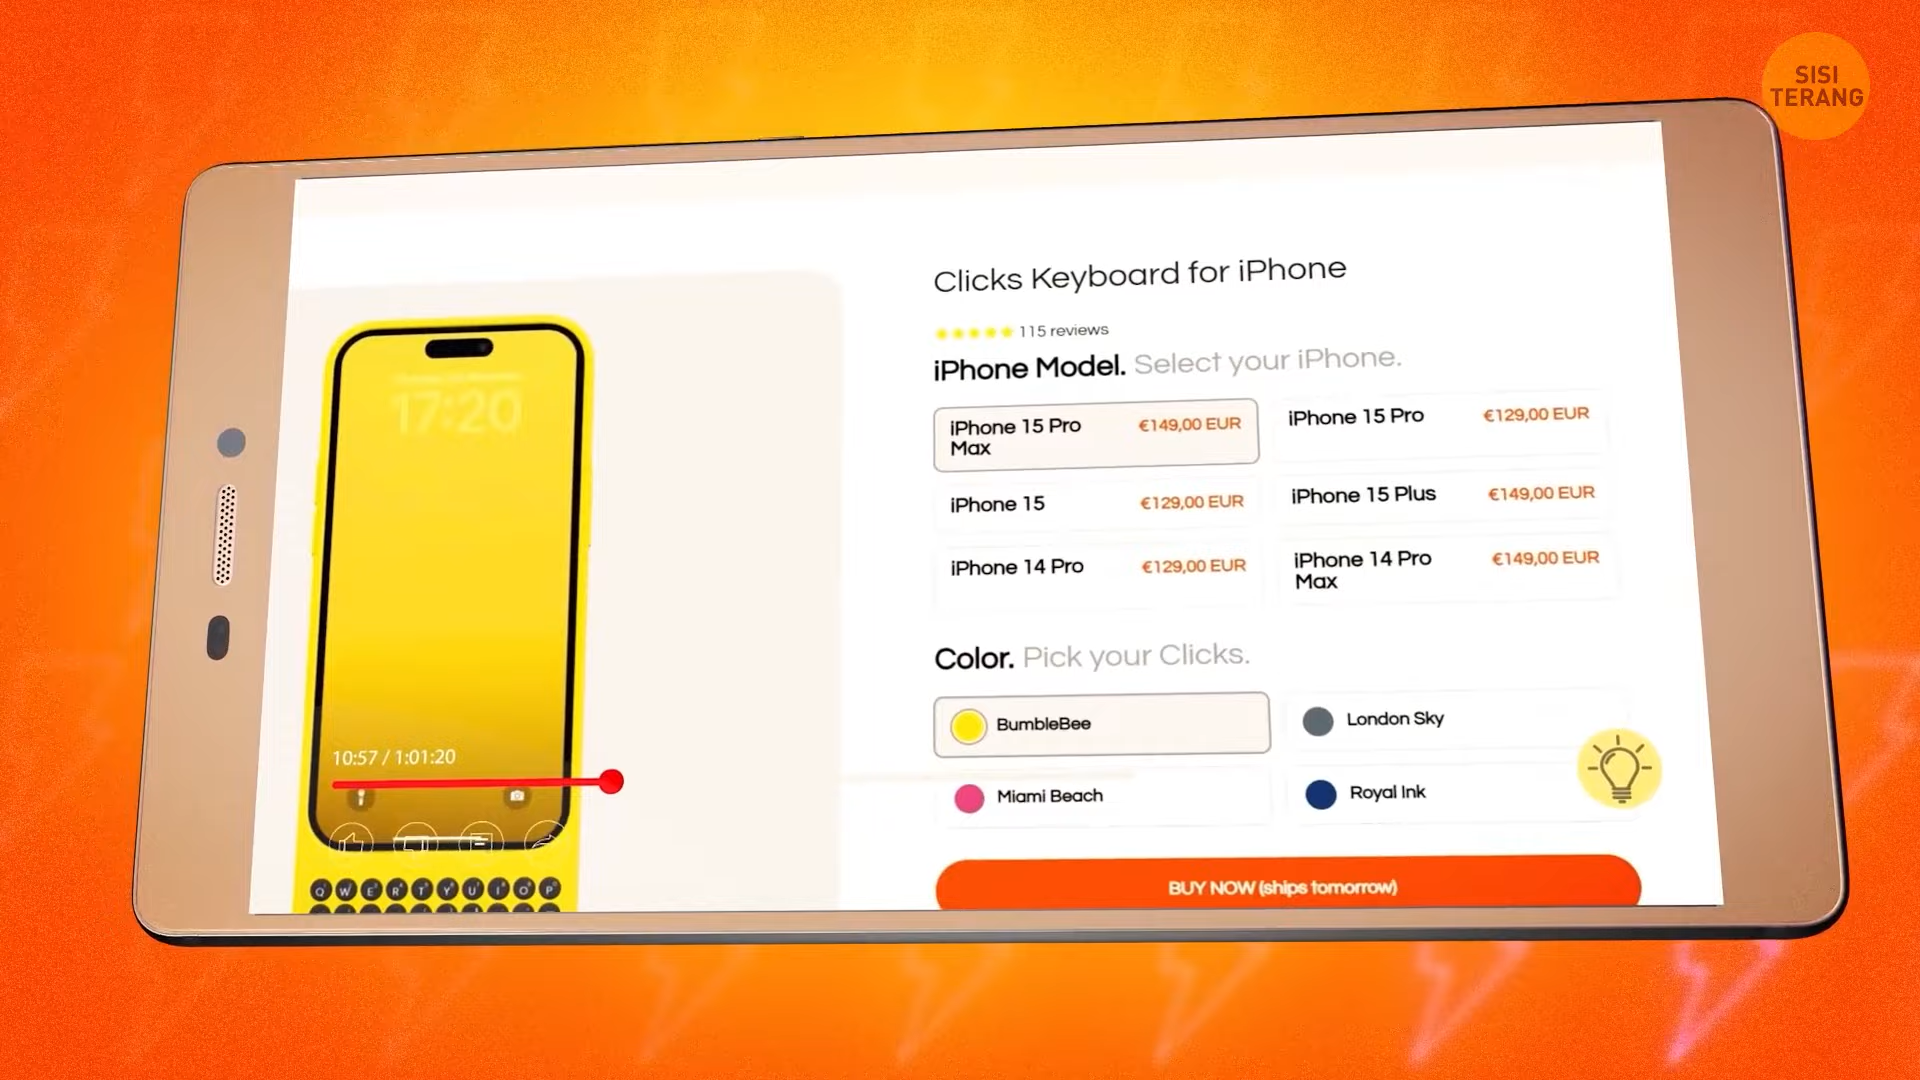 SISI
TERANG
Clicks Keyboard for iPhone
115 reviews
iPhone Model. Select your iPhone.
iPhone 15 Pro
Max
€149,00 EUR
iPhone 15 Pro
€129,00 EUR
iPhone 15
€129,00 EUR
iPhone 15 Plus
€149,00 EUR
iPhone 14 Pro
€129,00 EUR
iPhone 14 Pro
Max
€149,00 EUR
Color. Pick your Clicks.
BumbleBee
London Sky
Miami Beach
Royal Ink
BUY NOW (ships tomorrow)
17:20
10:57 / 1:01:20
Q W E R T Y U I O P